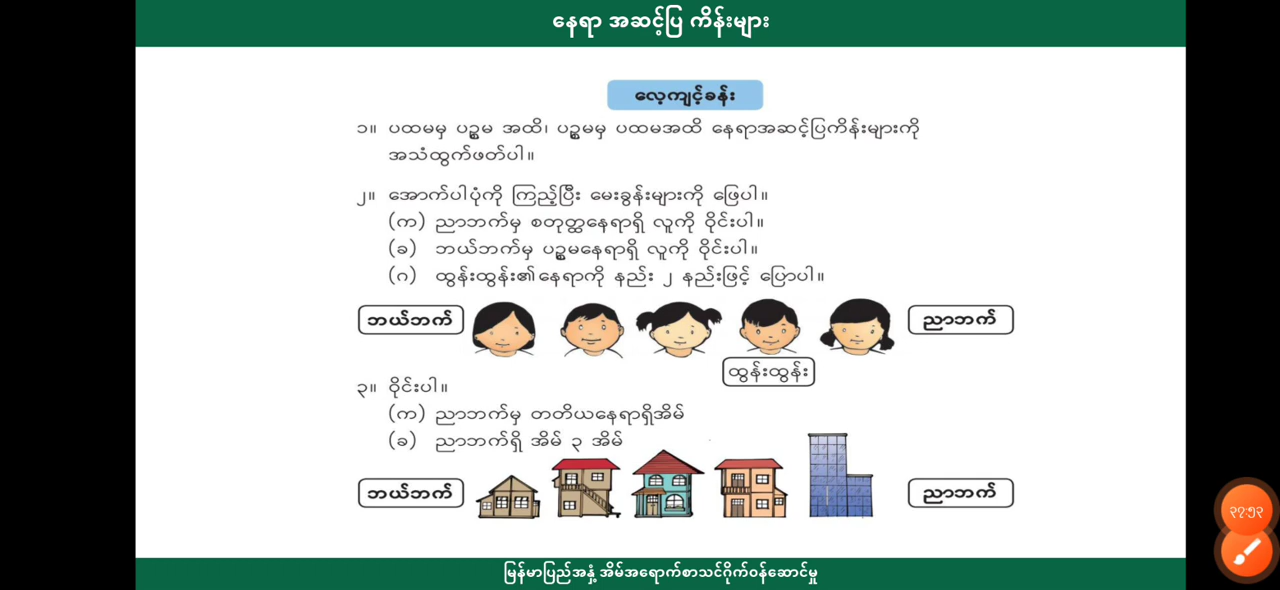 နေရာ အဆင့်ပြ ကိန်းများ
လေ့ကျင့်ခန်း
၁။ ပထမမှ ပဉ္စမ အထိ၊ ပဉ္စမမှ ပထမအထိ နေရာအဆင့်ပြကိန်းများကို
အသံထွက်ဖတ်ပါ။
၂။ အောက်ပါပုံကို ကြည့်ပြီး မေးခွန်းများကို ဖြေပါ။
(က) ညာဘက်မှ စတုတ္ထနေရာရှိ လူကို ဝိုင်းပါ။
(ခ) ဘယ်ဘက်မှ ပဉ္စမနေရာရှိ လူကို ဝိုင်းပါ။
(ဂ) ထွန်းထွန်း၏နေရာကို နည်း ၂ နည်းဖြင့် ပြောပါ။
ဘယ်ဘက် ညာဘက်
ထွန်းထွန်း
၃။ ဝိုင်းပါ။
(က) ညာဘက်မှ တတိယနေရာရှိအိမ်
(ခ) ညာဘက်ရှိ အိမ် ၃ အိမ်
ဘယ်ဘက် ညာဘက်
၃၇:၅၃
မြန်မာပြည်အနှံ့ အိမ်အရောက်စာသင်ဂိုက်ဝန်ဆောင်မှု